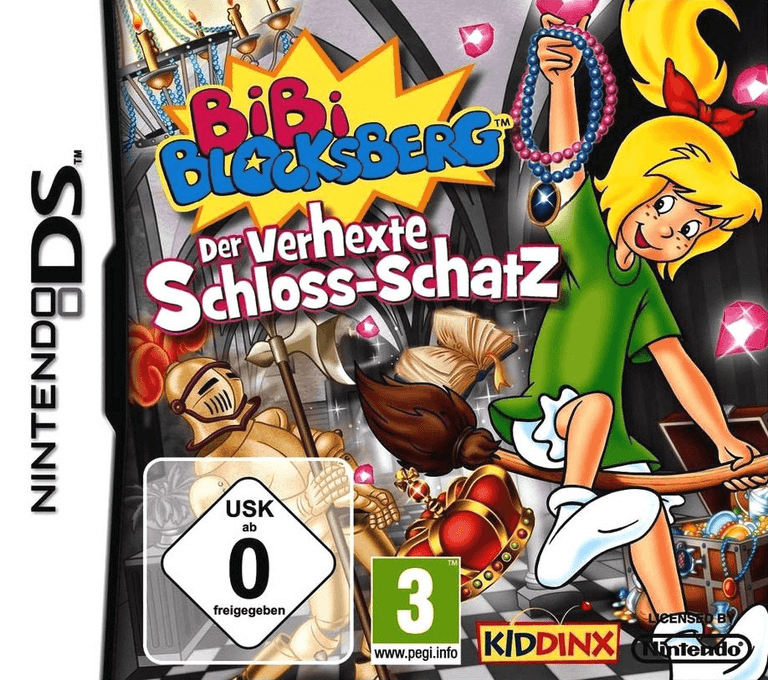 NINTENDO DS™
BiBi
BLOCKSBERG™
Der Verhexte
Schloss-Schatz
USK
ab
0
freigegeben
3™
www.pegi.info
KIDDINX
LICENSED BY
Nintendo®